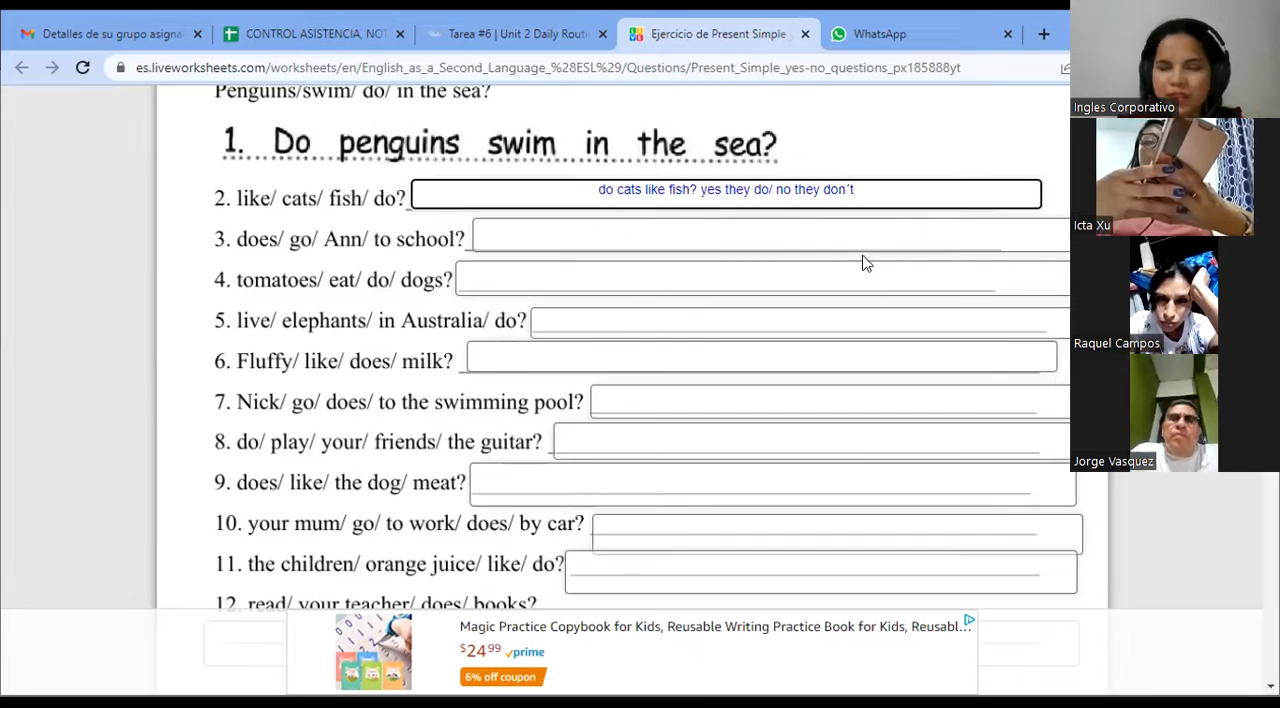 Detalles de su grupo asigna
CONTROL ASISTENCIA, NOT
Tarea #6 | Unit 2 Daily Routi
Ejercicio de Present Simple
WhatsApp
es.liveworksheets.com/worksheets/en/English_as_a_Second_Language_%28ESL%29/Questions/Present_Simple_yes-no_questions_px185888yt
Penguins/swim/ do/ in the sea?
1. Do penguins swim in the sea?
2. like/ cats/ fish/ do? do cats like fish? yes they do/ no they don´t
3. does/ go/ Ann/ to school?
4. tomatoes/ eat/ do/ dogs?
5. live/ elephants/ in Australia/ do?
6. Fluffy/ like/ does/ milk?
7. Nick/ go/ does/ to the swimming pool?
8. do/ play/ your/ friends/ the guitar?
9. does/ like/ the dog/ meat?
10. your mum/ go/ to work/ does/ by car?
11. the children/ orange juice/ like/ do?
12. read/ your teacher/ does/ books?
Magic Practice Copybook for Kids, Reusable Writing Practice Book for Kids, Reusabl...
$24.99 prime
6% off coupon
Ingles Corporativo
Icta Xu
Raquel Campos
Jorge Vasquez